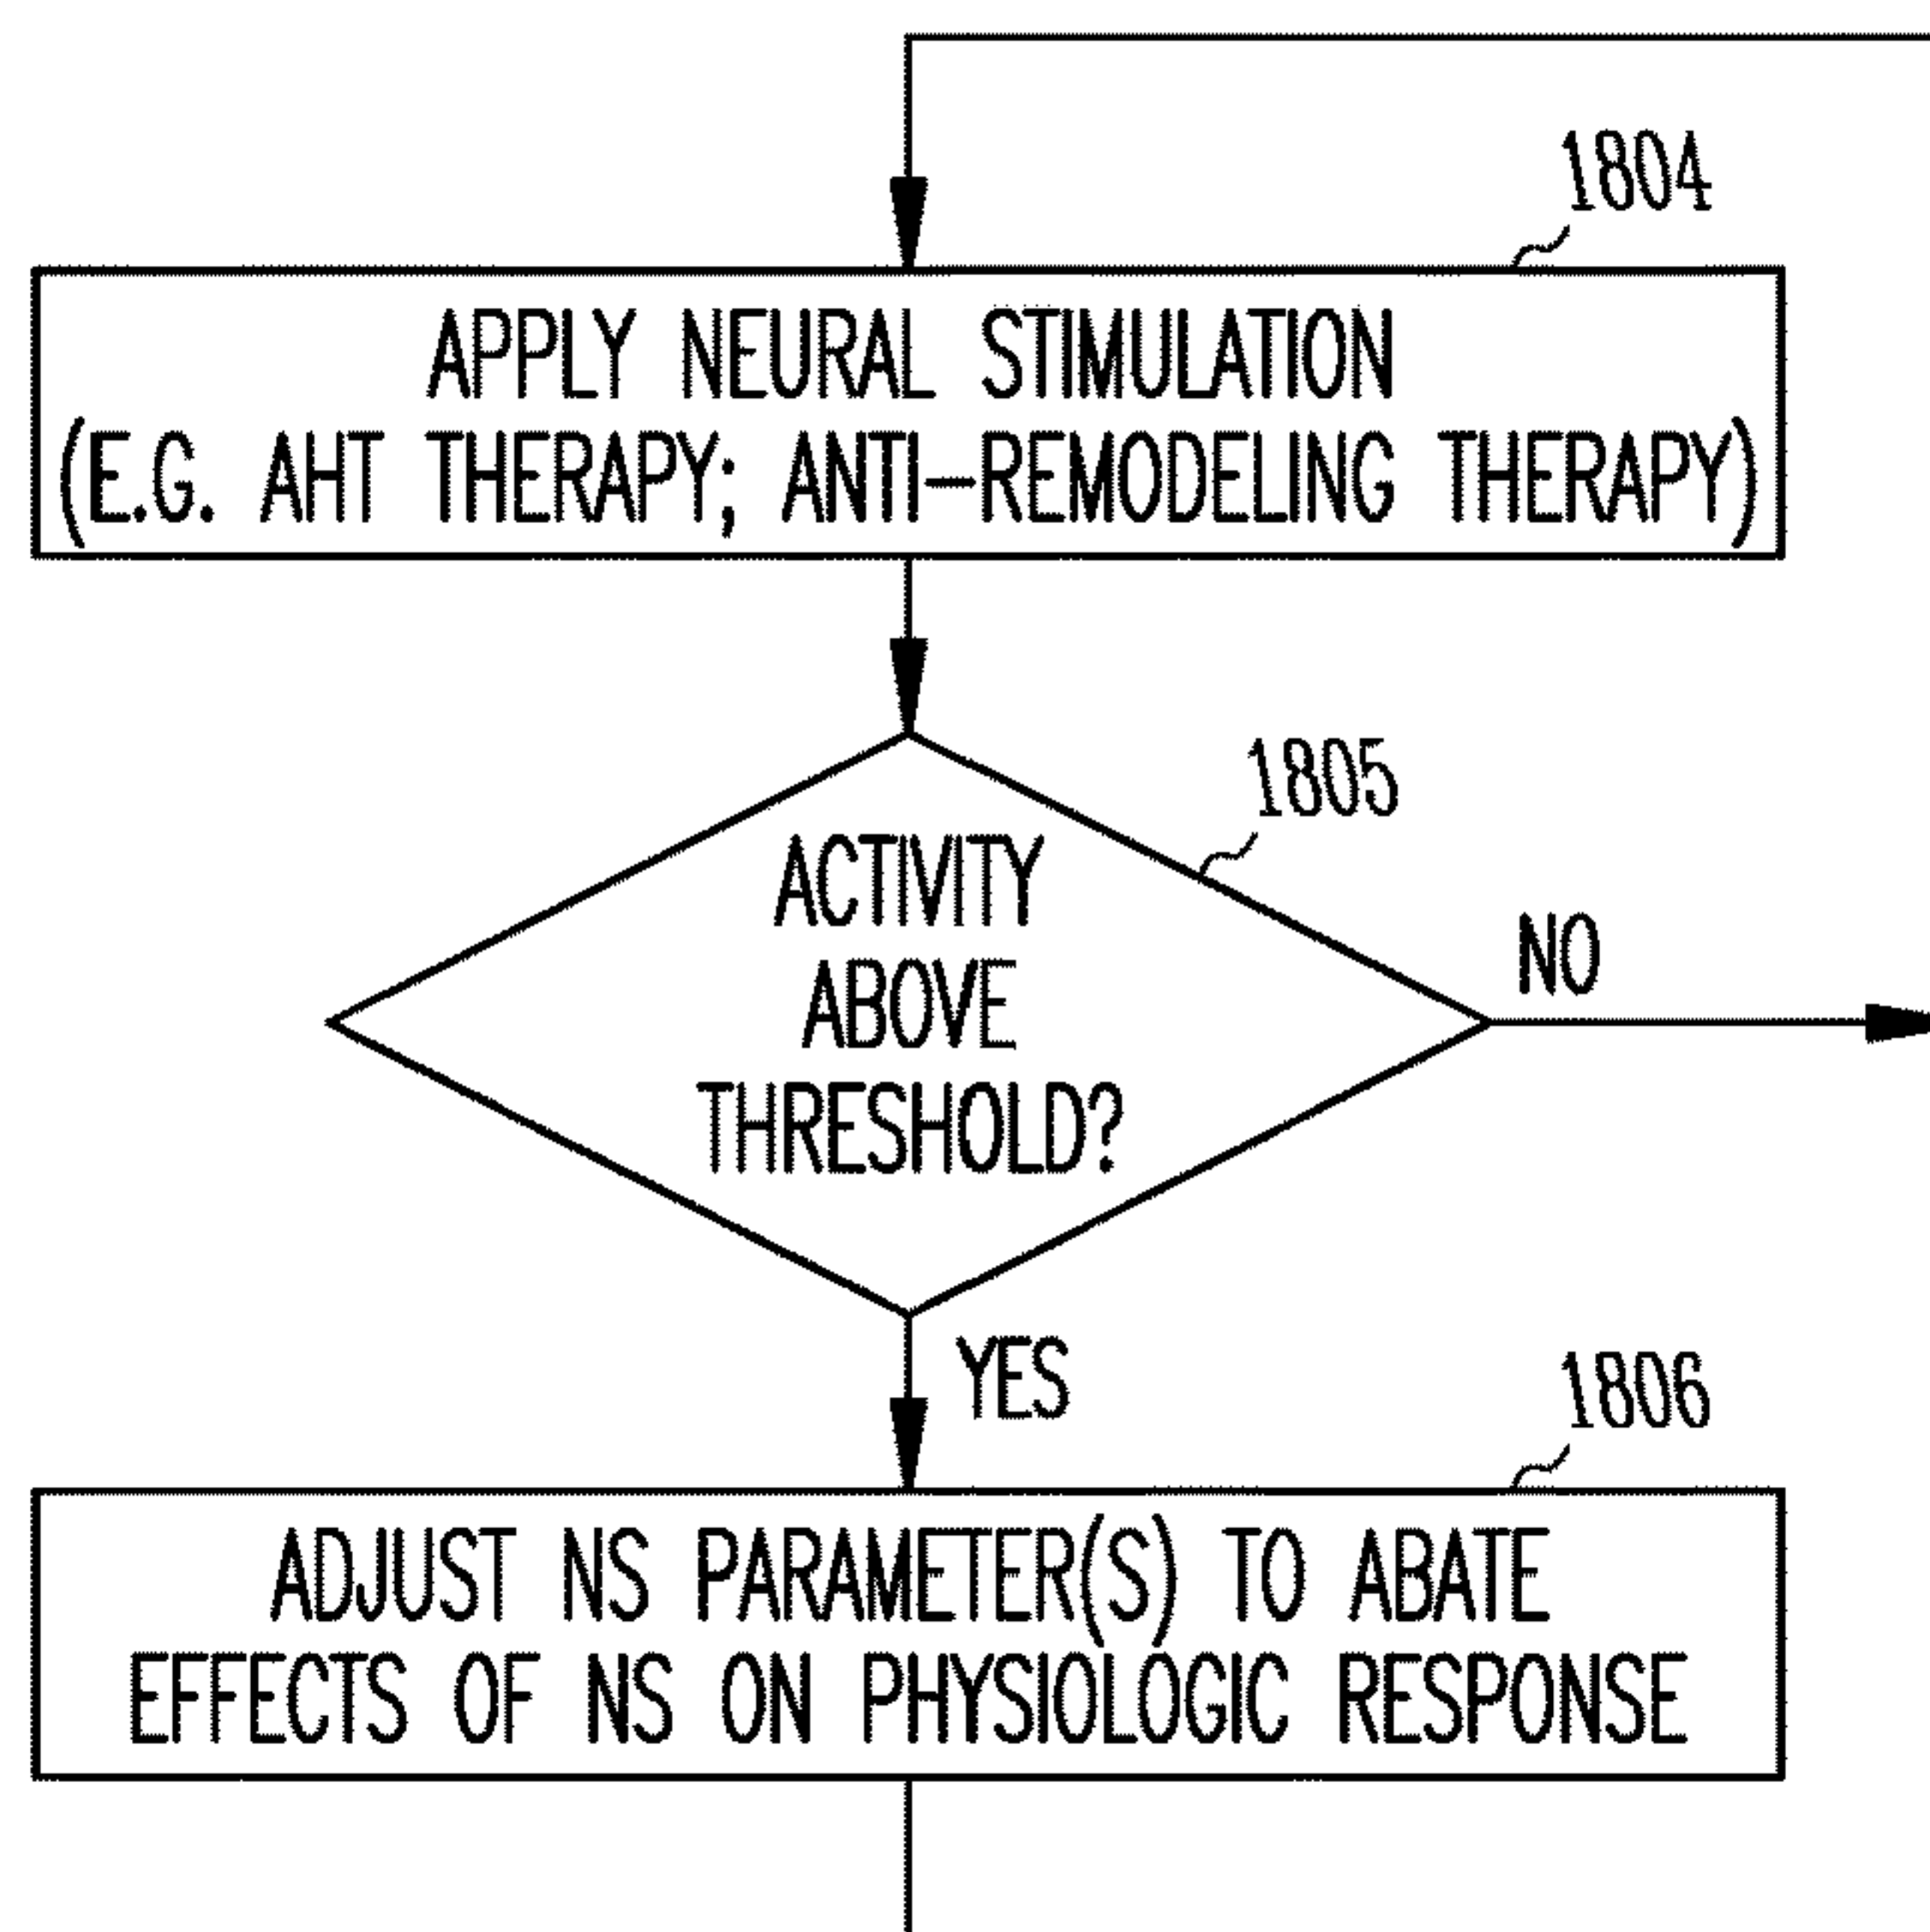 1804
APPLY NEURAL STIMULATION
(E.G. AHT THERAPY; ANTI-REMODELING THERAPY)
1805
ACTIVITY
ABOVE
THRESHOLD?
NO
YES
1806
ADJUST NS PARAMETER(S) TO ABATE
EFFECTS OF NS ON PHYSIOLOGIC RESPONSE